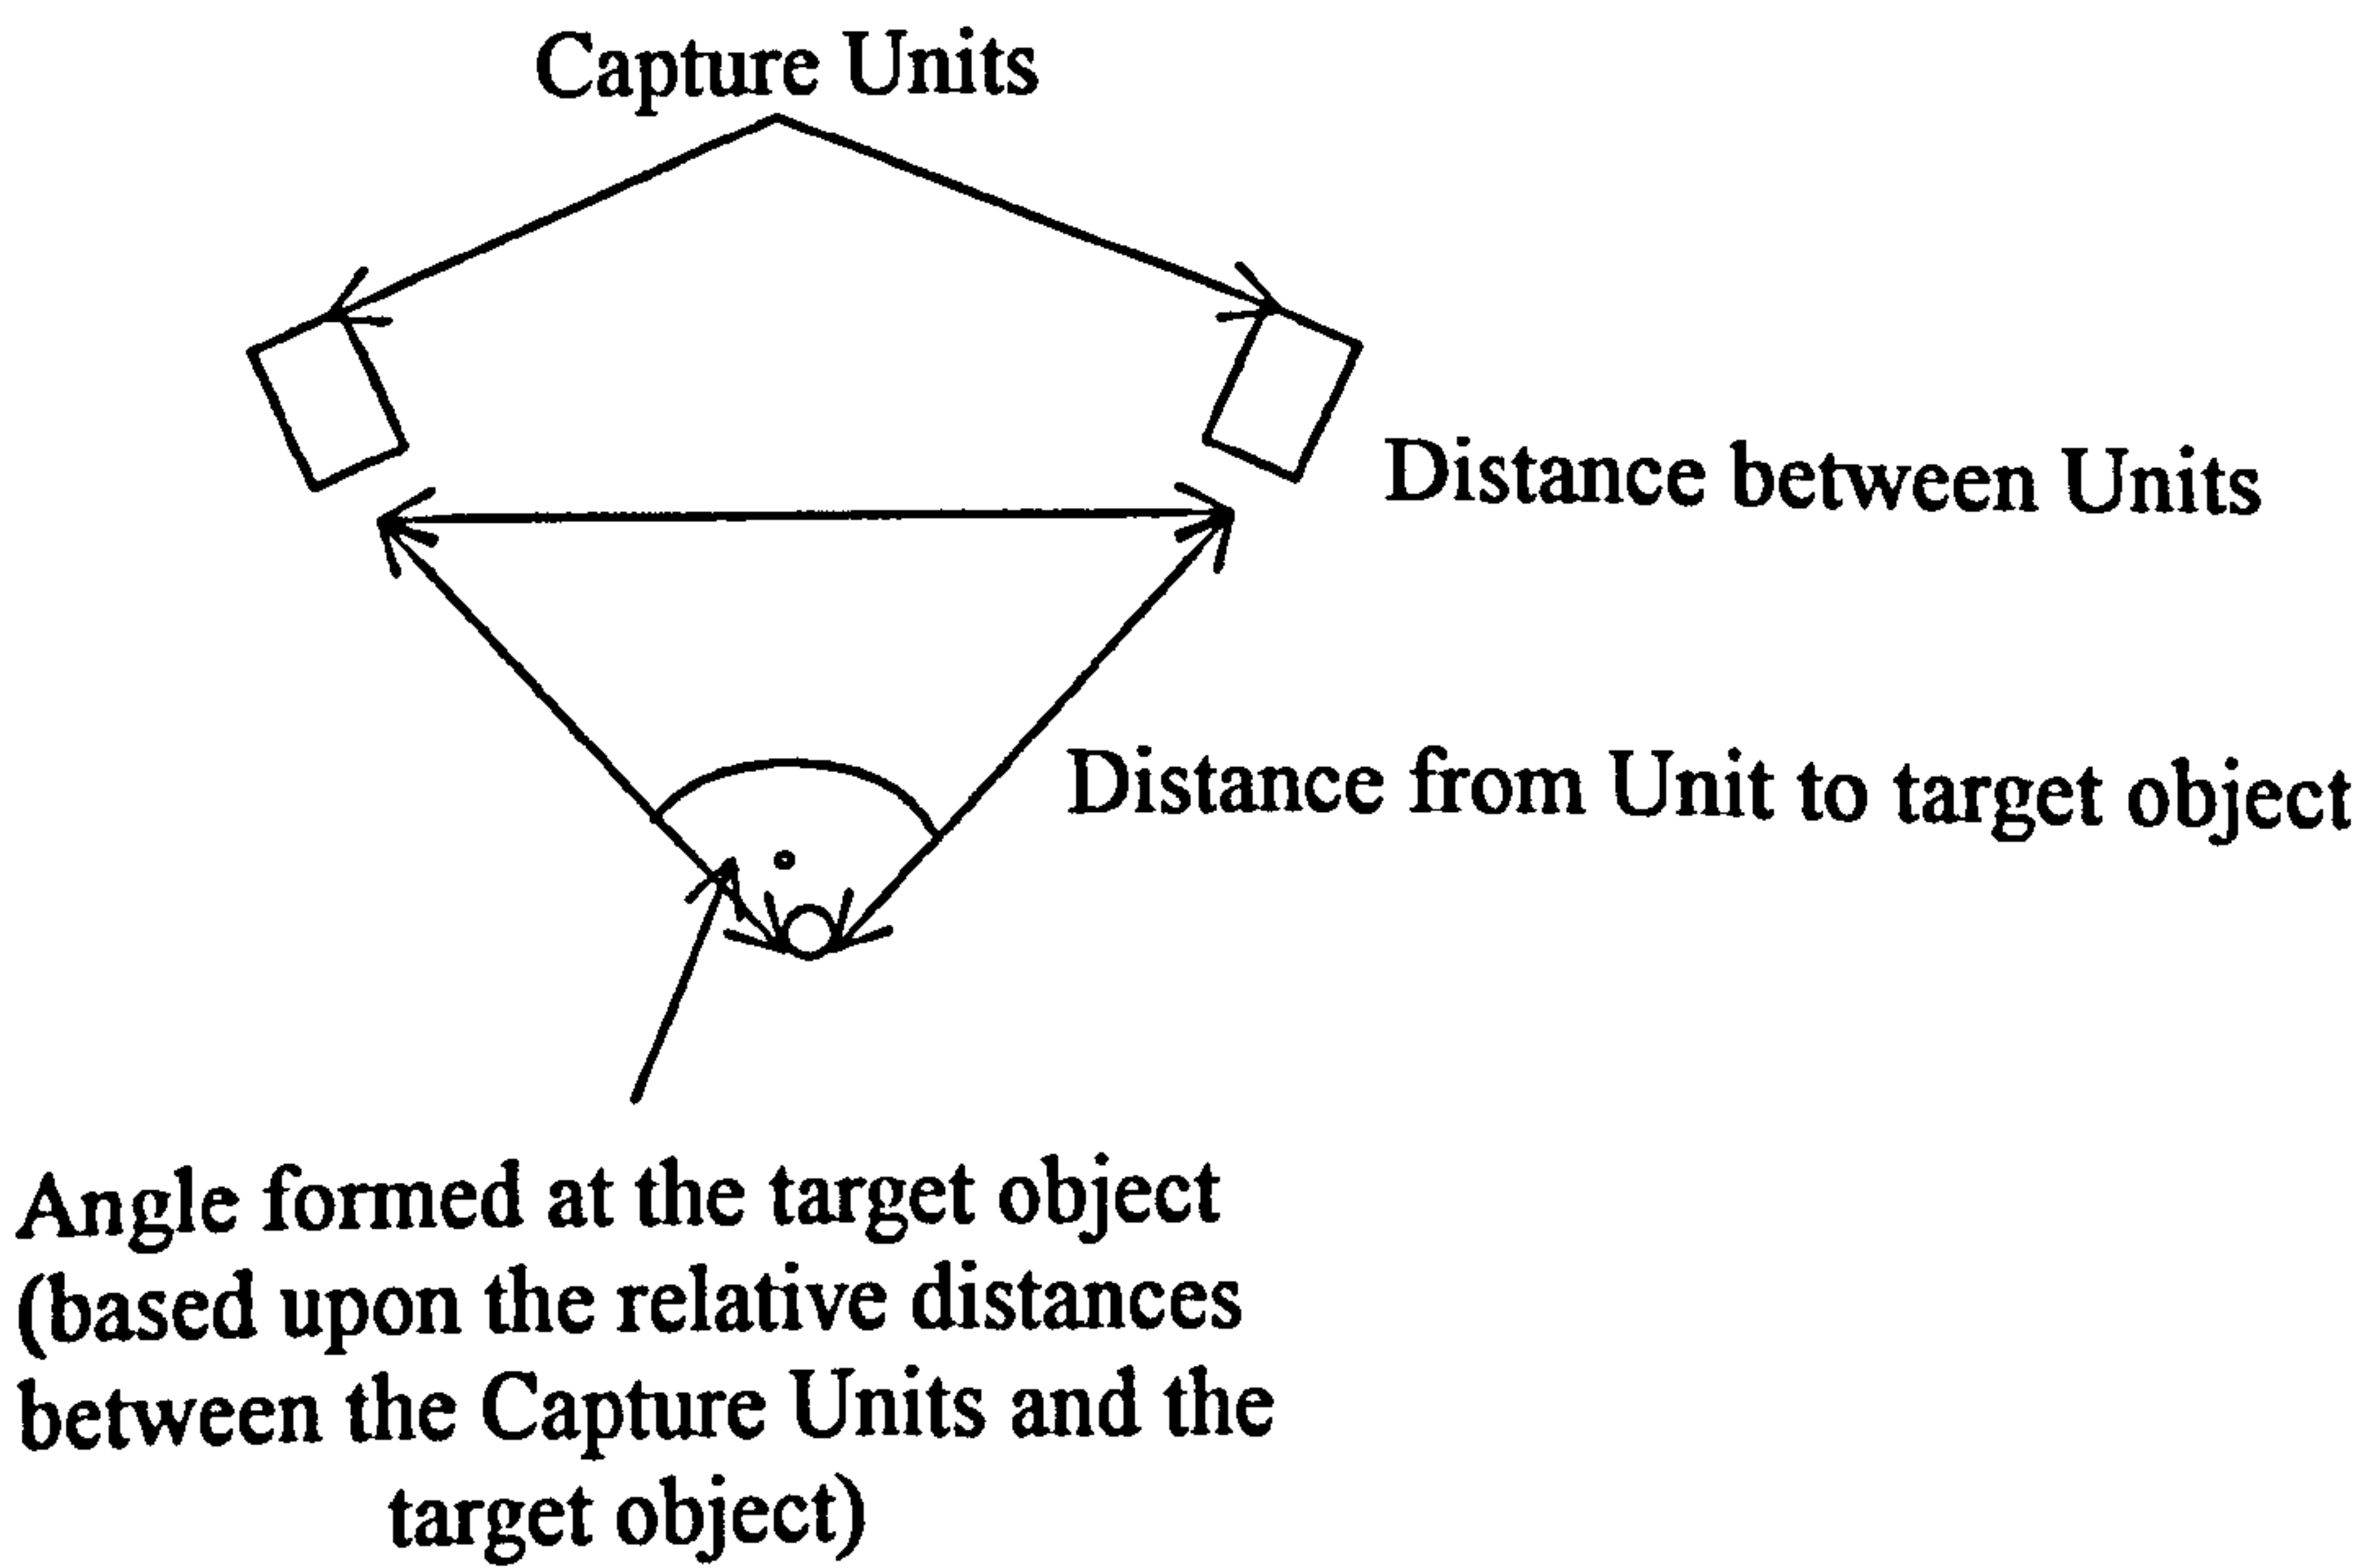 Capture Units
Distance between Units
Distance from Unit to target object
Angle formed at the target object
(based upon the relative distances
between the Capture Units and the
target object)